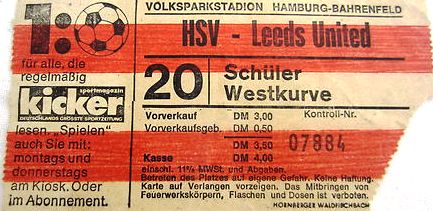 VOLKSPARKSTADION HAMBURG-BAHRENFELD
1:0
HSV - Leeds United
für alle, die
regelmäßig
sportmagazin
kicker
DEUTSCHLANDS GRÖSSTE SPORTZEITUNG
lesen. „Spielen"
auch Sie mit:
montags und
donnerstags
am Kiosk. Oder
im Abonnement.
20 Schüler
Westkurve
Vorverkauf DM 3,00 Kontroll-Nr.
Vorverkaufsgeb. DM 0,50
DM 3,50 07884
Kasse DM 4,00
einschl. 11% MWSt. und Abgaben.
Betreten des Platzes auf eigene Gefahr. Keine Haftung.
Karte auf Verlangen vorzeigen. Das Mitbringen von
Feuerwerkskörpern, Flaschen und Dosen ist verboten.
HÖRNBERGER WALDFISCHBACH